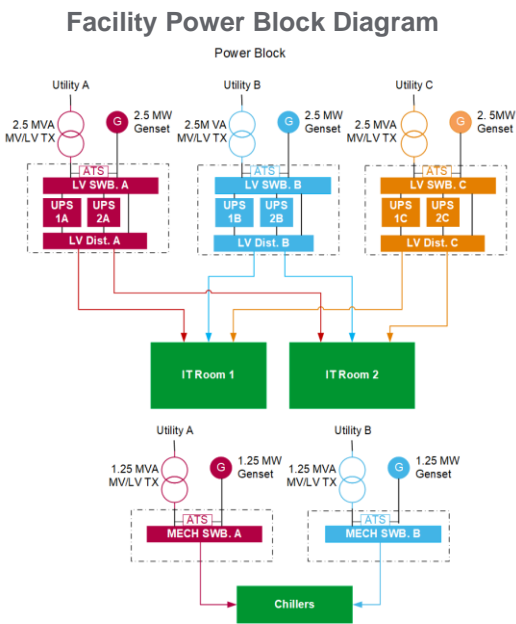 Facility Power Block Diagram
Power Block
Utility A
Utility B
Utility C
2.5 MVA
MV/LV TX
G
2.5 MW
Genset
2.5M VA
MV/LV TX
G
2.5 MW
Genset
2.5 MVA
MV/LV TX
G
2. 5MW
Genset
ATS
LV SWB. A
UPS
1A
UPS
2A
LV Dist. A
ATS
LV SWB. B
UPS
1B
UPS
2B
LV Dist. B
ATS
LV SWB. C
UPS
1C
UPS
2C
LV Dist. C
IT Room 1
IT Room 2
Utility A
Utility B
1.25 MVA
MV/LV TX
G
1.25 MW
Genset
1.25 MVA
MV/LV TX
G
1.25 MW
Genset
ATS
MECH SWB. A
ATS
MECH SWB. B
Chillers